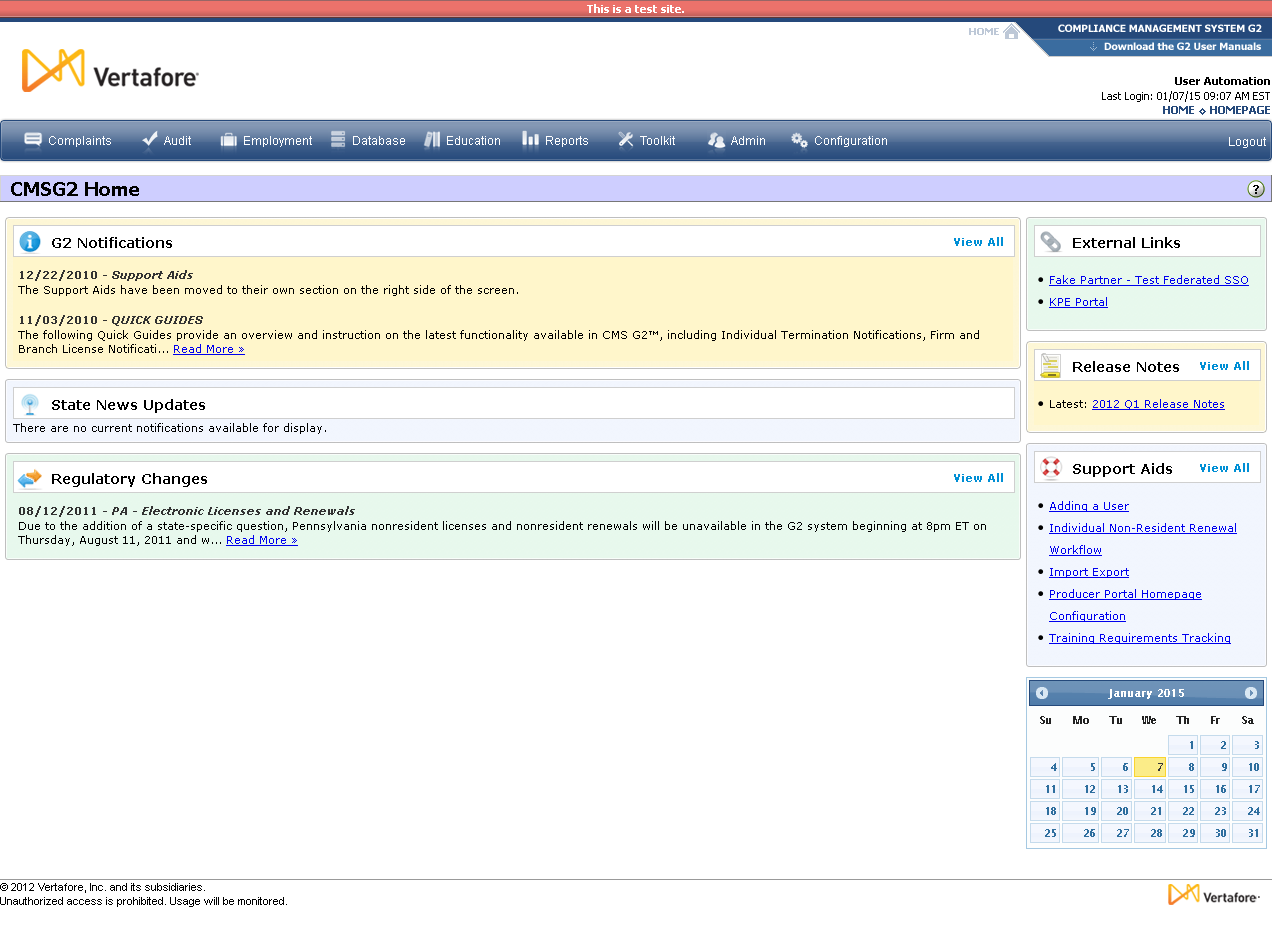 This is a test site.
HOME
COMPLIANCE MANAGEMENT SYSTEM G2
Download the G2 User Manuals
Vertafore
User Automation
Last Login: 01/07/15 09:07 AM EST
HOME ◇ HOMEPAGE
Complaints Audit Employment Database Education Reports Toolkit Admin Configuration Logout
CMSG2 Home ?
G2 Notifications View All
12/22/2010 - Support Aids
The Support Aids have been moved to their own section on the right side of the screen.
11/03/2010 - QUICK GUIDES
The following Quick Guides provide an overview and instruction on the latest functionality available in CMS G2™, including Individual Termination Notifications, Firm and
Branch License Notificati... Read More »
State News Updates
There are no current notifications available for display.
Regulatory Changes View All
08/12/2011 - PA - Electronic Licenses and Renewals
Due to the addition of a state-specific question, Pennsylvania nonresident licenses and nonresident renewals will be unavailable in the G2 system beginning at 8pm ET on
Thursday, August 11, 2011 and w... Read More »
External Links
• Fake Partner - Test Federated SSO
• KPE Portal
Release Notes View All
• Latest: 2012 Q1 Release Notes
Support Aids View All
• Adding a User
• Individual Non-Resident Renewal
Workflow
• Import Export
• Producer Portal Homepage
Configuration
• Training Requirements Tracking
January 2015
Su Mo Tu We Th Fr Sa
1 2 3
4 5 6 7 8 9 10
11 12 13 14 15 16 17
18 19 20 21 22 23 24
25 26 27 28 29 30 31
© 2012 Vertafore, Inc. and its subsidiaries.
Unauthorized access is prohibited. Usage will be monitored.
Vertafore